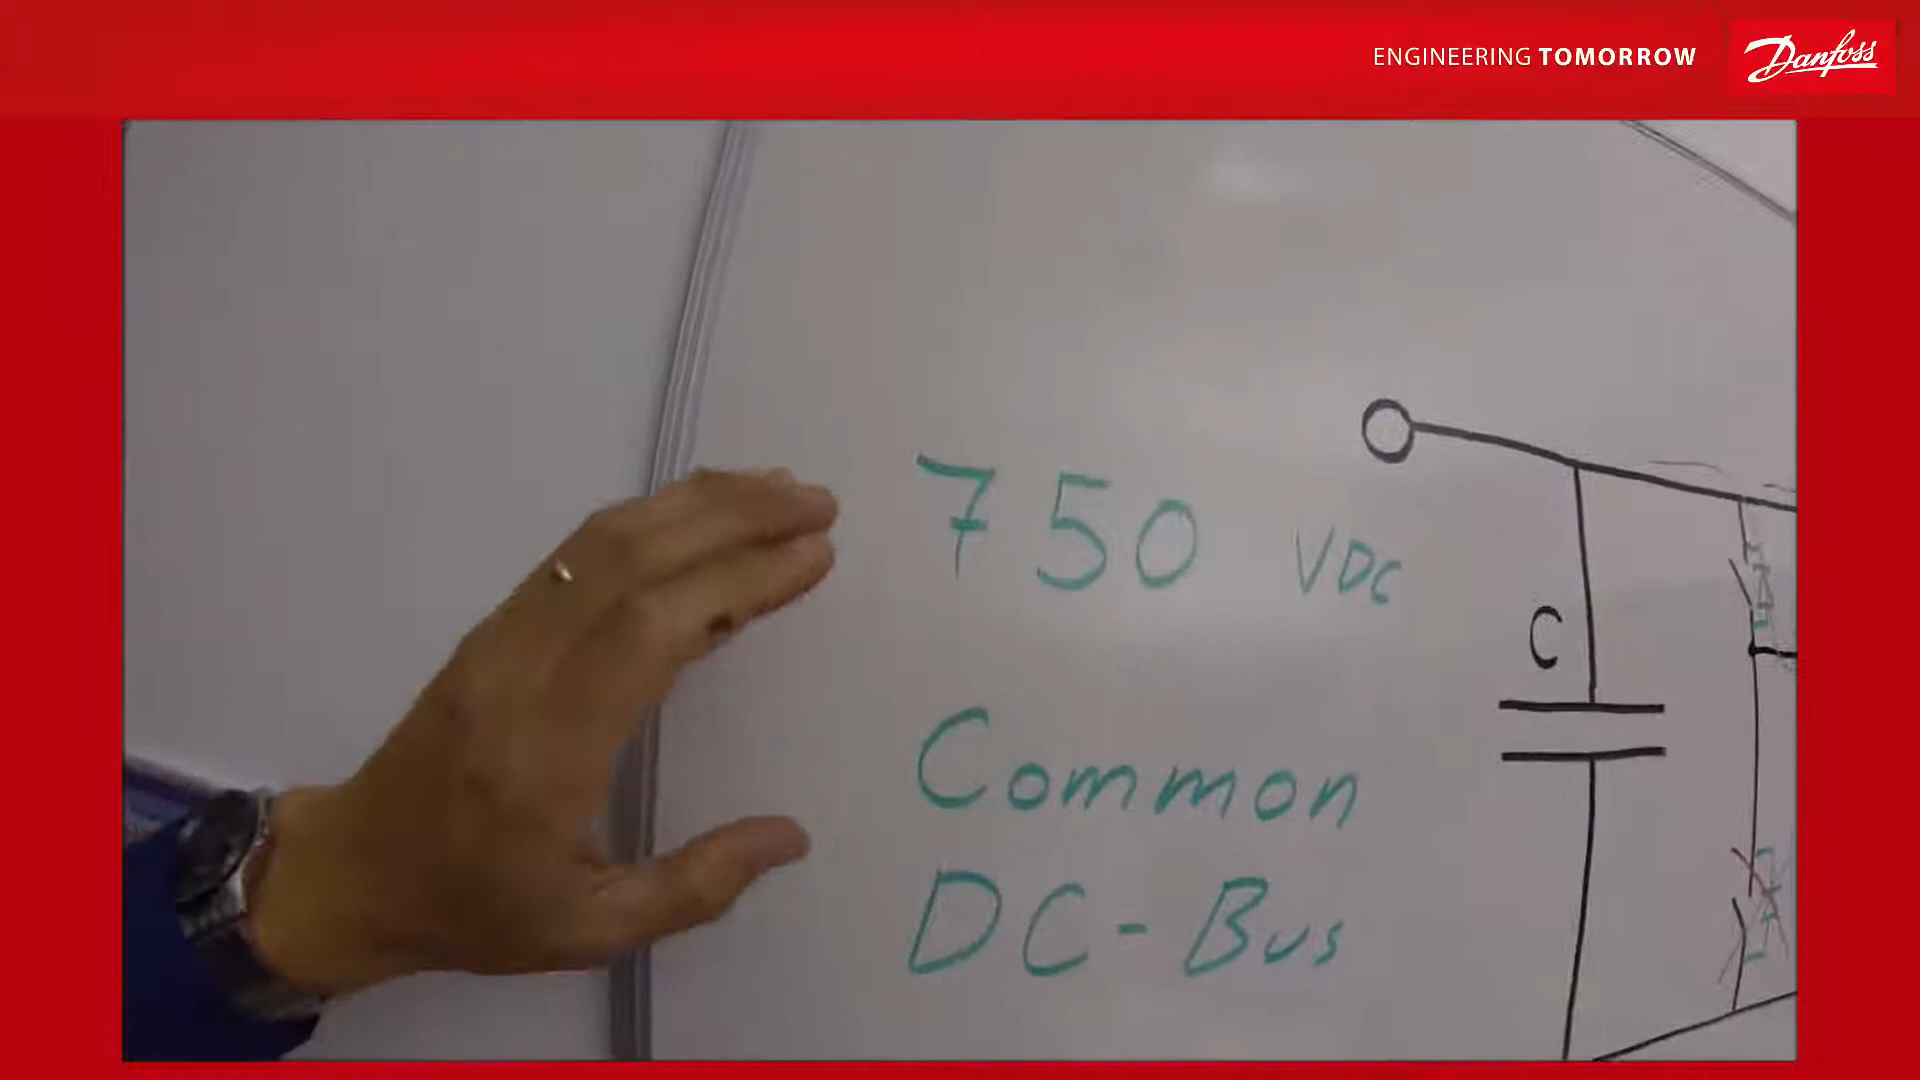 ENGINEERING TOMORROW
Danfoss
750 VDC
C
Common
DC-Bus